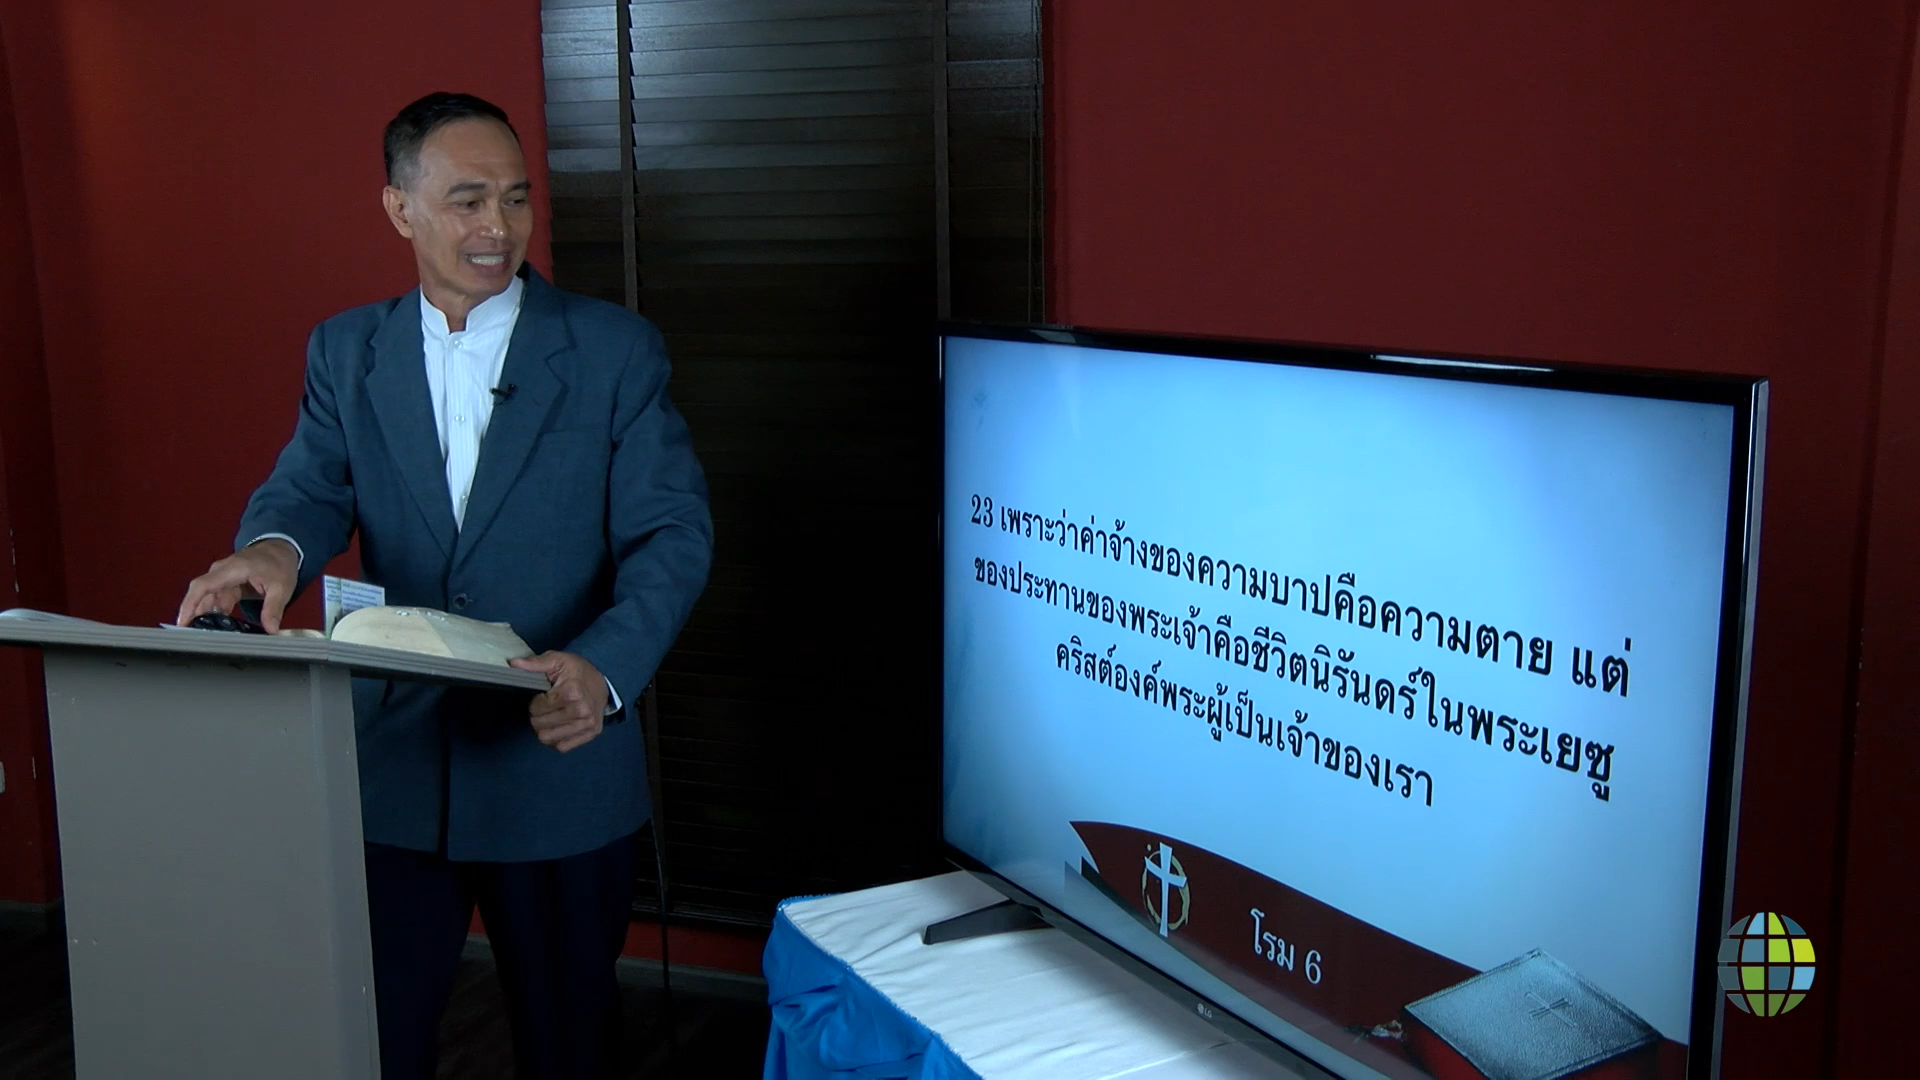 23 เพราะว่าค่าจ้างของความบาปคือความตาย แต่
ของประทานของพระเจ้าคือชีวิตนิรันดร์ในพระเยซู
คริสต์องค์พระผู้เป็นเจ้าของเรา
โรม 6
LG